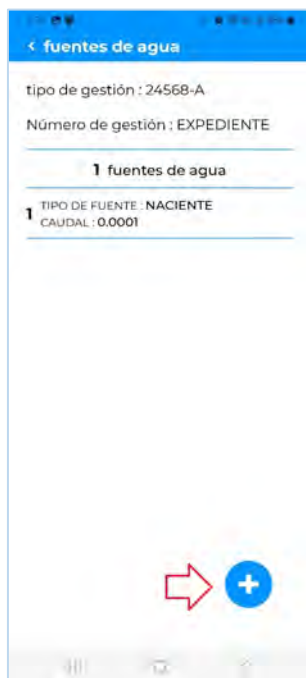 < fuentes de agua
tipo de gestión : 24568-A
Número de gestión : EXPEDIENTE
1 fuentes de agua
1 TIPO DE FUENTE : NACIENTE
CAUDAL : 0.0001
+